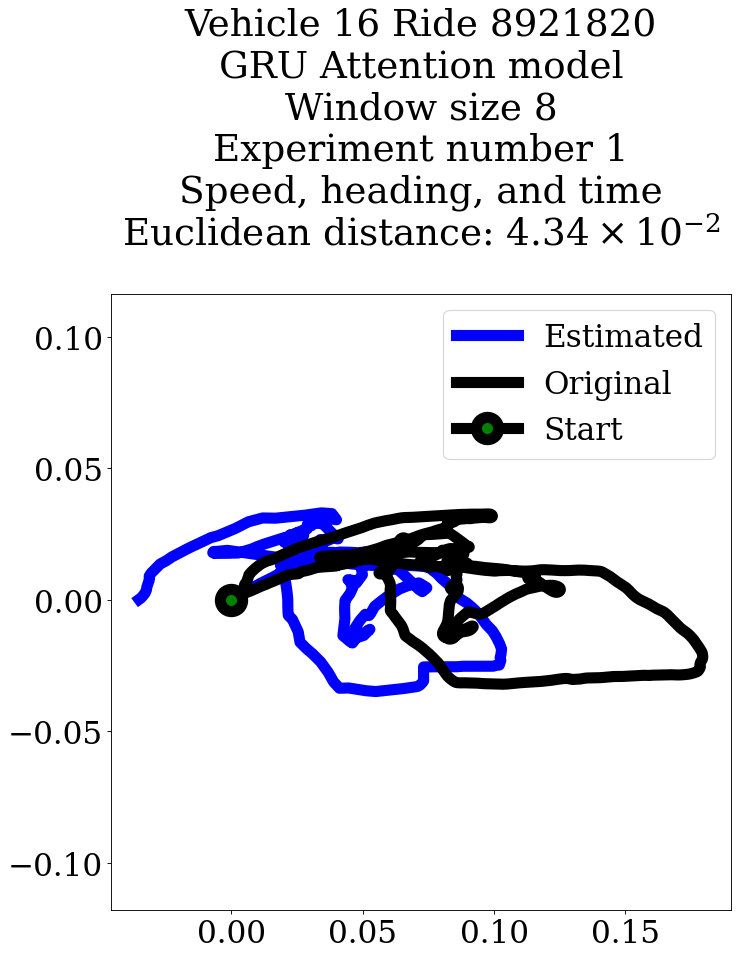 Vehicle 16 Ride 8921820
GRU Attention model
Window size 8
Experiment number 1
Speed, heading, and time
Euclidean distance: 4.34 × 10⁻²
Estimated
Original
Start
0.10
0.05
0.00
−0.05
−0.10
0.00 0.05 0.10 0.15